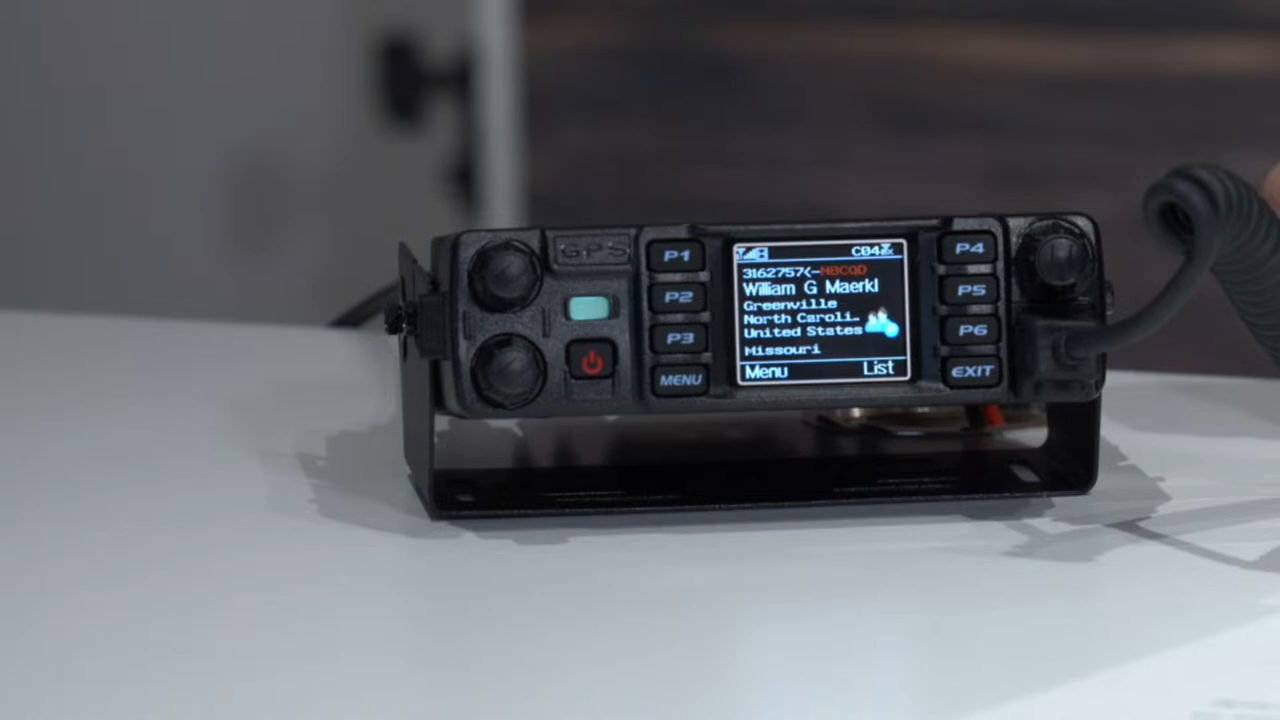 GPS
P1
P2
P3
MENU
3162757<-N8CQD
William G Maerkl
Greenville
North Caroli…
United States
Missouri
Menu List
P4
P5
P6
EXIT